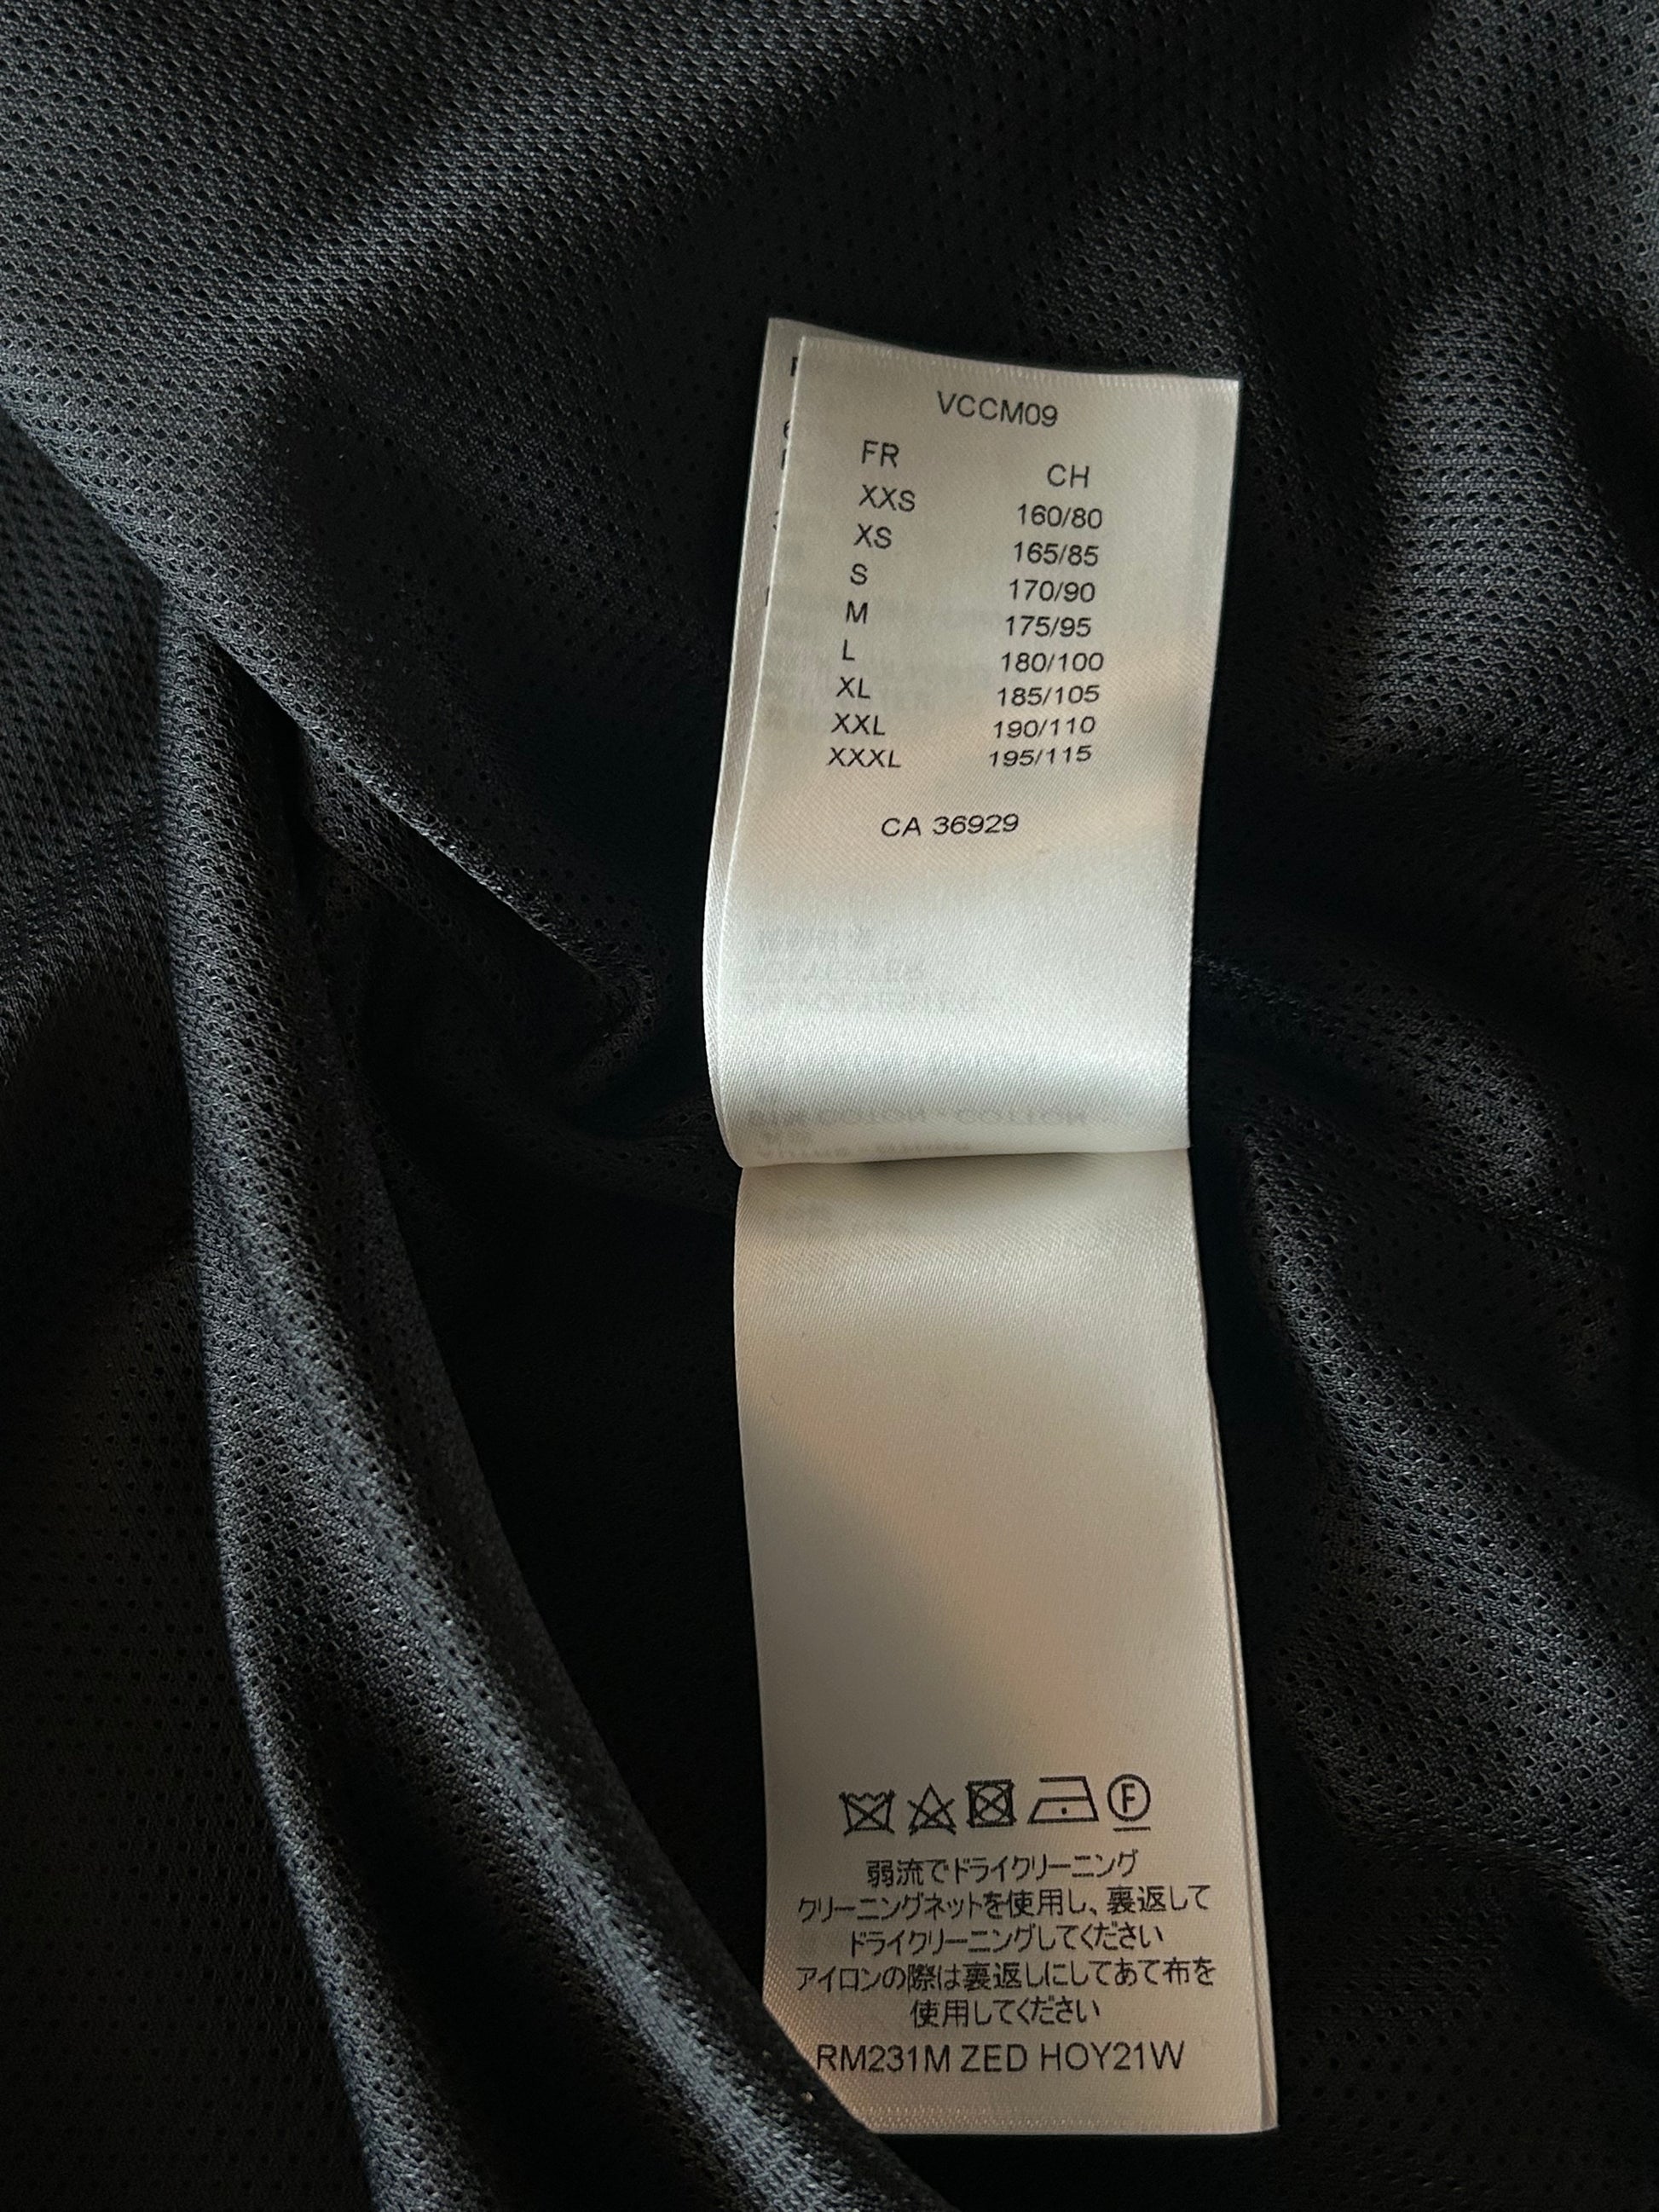 VCCM09
FR CH
XXS 160/80
XS 165/85
S 170/90
M 175/95
L 180/100
XL 185/105
XXL 190/110
XXXL 195/115
CA 36929
F
弱流でドライクリーニング
クリーニングネットを使用し、裏返して
ドライクリーニングしてください
アイロンの際は裏返しにしてあて布を
使用してください
RM231M ZED HOY21W